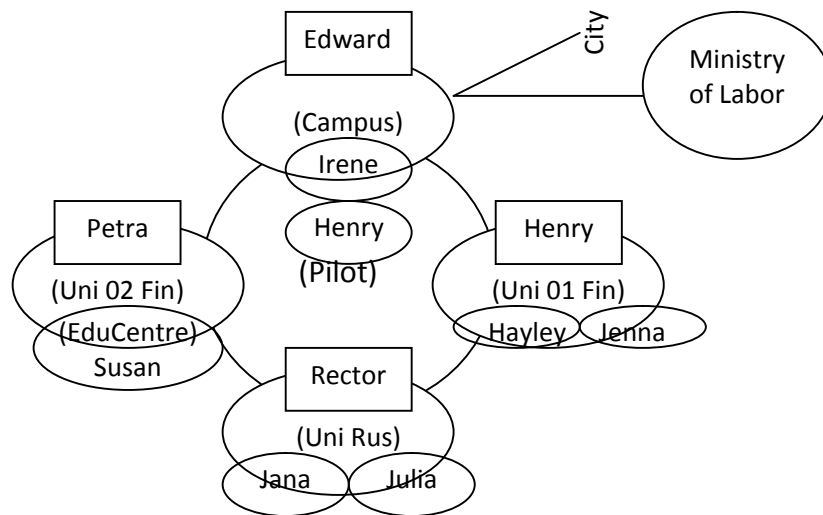 Edward
City
Ministry
of Labor
(Campus)
Irene
Henry
(Pilot)
Petra
(Uni 02 Fin)
(EduCentre)
Susan
Henry
(Uni 01 Fin)
Hayley
Jenna
Rector
(Uni Rus)
Jana
Julia